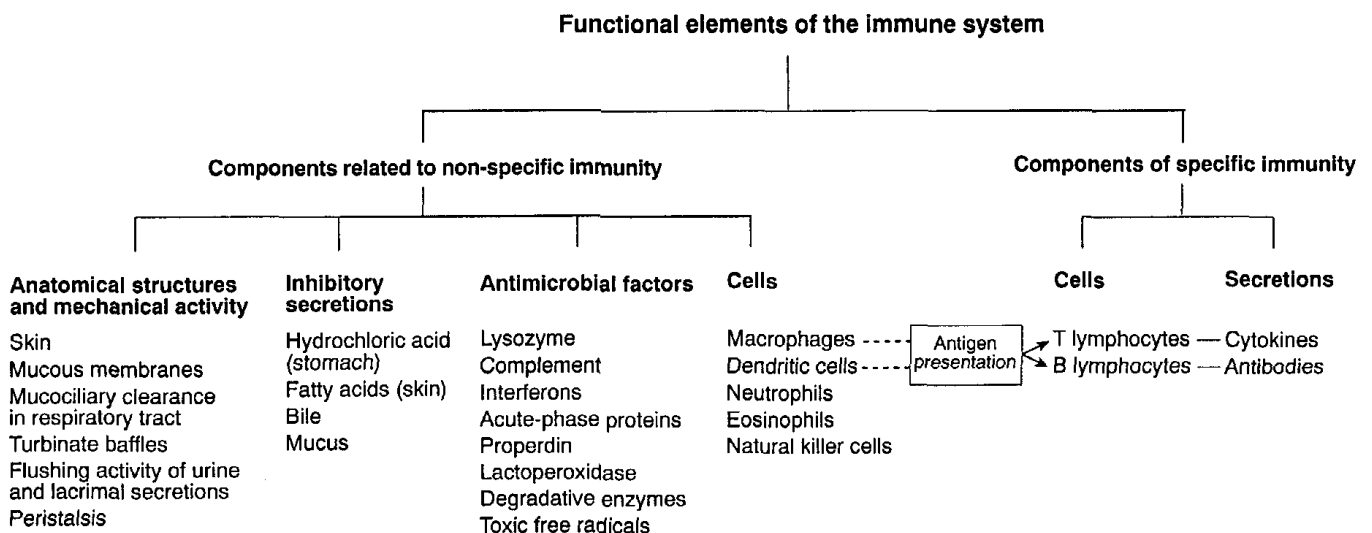 Functional elements of the immune system
Components related to non-specific immunity
Components of specific immunity
Anatomical structures
and mechanical activity
Skin
Mucous membranes
Mucociliary clearance
in respiratory tract
Turbinate baffles
Flushing activity of urine
and lacrimal secretions
Peristalsis
Inhibitory
secretions
Hydrochloric acid
(stomach)
Fatty acids (skin)
Bile
Mucus
Antimicrobial factors
Lysozyme
Complement
Interferons
Acute-phase proteins
Properdin
Lactoperoxidase
Degradative enzymes
Toxic free radicals
Cells
Macrophages
Dendritic cells
Neutrophils
Eosinophils
Natural killer cells
Antigen
presentation
Cells
T lymphocytes
B lymphocytes
Secretions
Cytokines
Antibodies